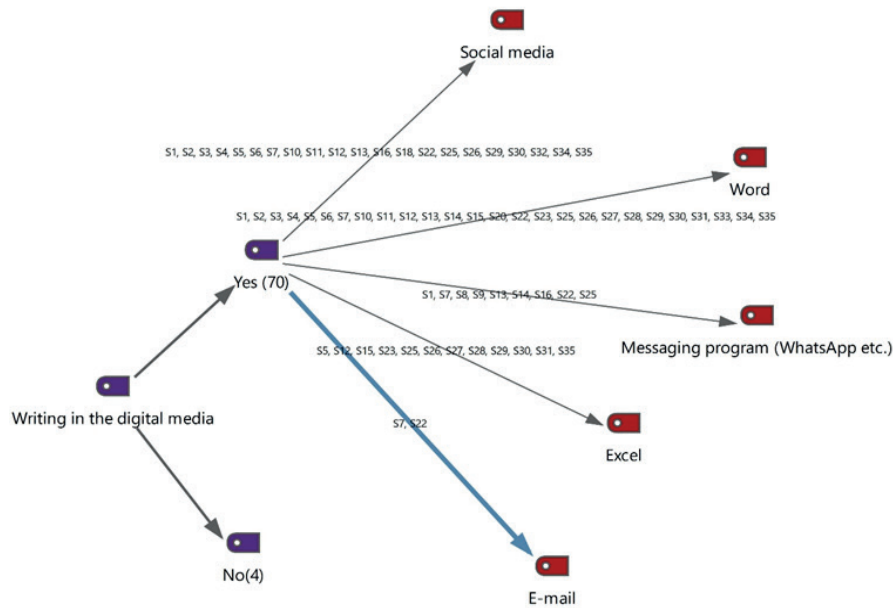 Social media
S1, S2, S3, S4, S5, S6, S7, S10, S11, S12, S13, S16, S18, S22, S25, S26, S29, S30, S32, S34, S35
Word
S1, S2, S3, S4, S5, S6, S7, S10, S11, S12, S13, S14, S15, S20, S22, S23, S25, S26, S27, S28, S29, S30, S31, S33, S34, S35
Yes (70)
S1, S7, S8, S9, S13, S14, S16, S22, S25
Messaging program (WhatsApp etc.)
S5, S12, S15, S23, S25, S26, S27, S28, S29, S30, S31, S35
Writing in the digital media
S7, S22
Excel
No(4)
E-mail